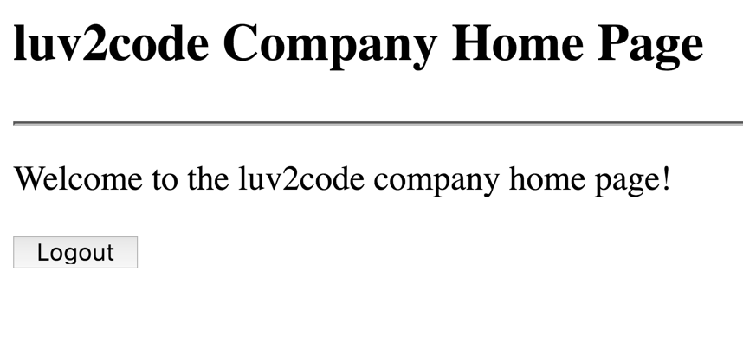 luv2code Company Home Page
Welcome to the luv2code company home page!
Logout